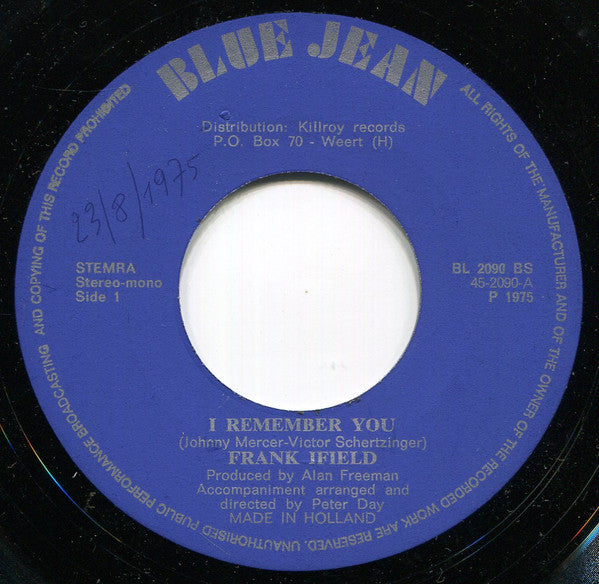 BLUE JEAN
Distribution: Killroy records
P.O. Box 70 - Weert (H)
23/8/1975
STEMRA
Stereo-mono
Side 1
BL 2090 BS
45-2090-A
P 1975
I REMEMBER YOU
(Johnny Mercer-Victor Schertzinger)
FRANK IFIELD
Produced by Alan Freeman
Accompaniment arranged and
directed by Peter Day
MADE IN HOLLAND
ALL RIGHTS OF THE MANUFACTURER AND OF THE OWNER OF THE RECORDED WORK ARE RESERVED. UNAUTHORISED PUBLIC PERFORMANCE BROADCASTING AND COPYING OF THIS RECORD PROHIBITED